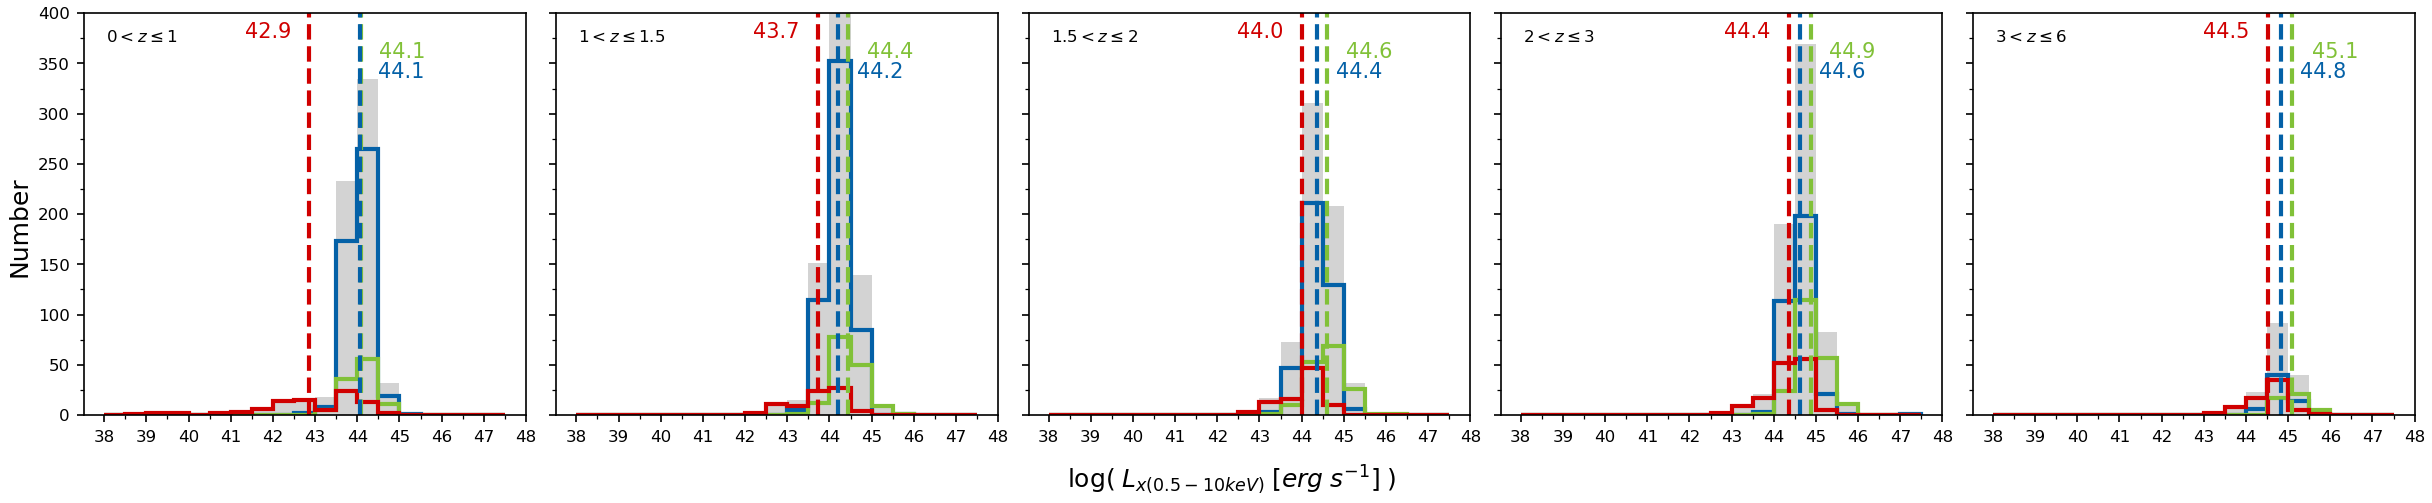 400
350
300
250
200
150
100
50
0
Number
0 < z ≤ 1
42.9
44.1
44.1
38 39 40 41 42 43 44 45 46 47 48
1 < z ≤ 1.5
43.7
44.4
44.2
38 39 40 41 42 43 44 45 46 47 48
1.5 < z ≤ 2
44.0
44.6
44.4
38 39 40 41 42 43 44 45 46 47 48
2 < z ≤ 3
44.4
44.9
44.6
38 39 40 41 42 43 44 45 46 47 48
3 < z ≤ 6
44.5
45.1
44.8
38 39 40 41 42 43 44 45 46 47 48
log( L_{x(0.5−10keV)} [erg s^{−1}] )